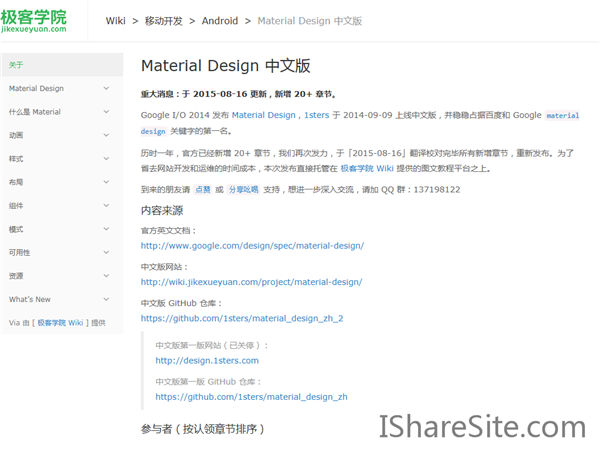 极客学院
jikexueyuan.com
Wiki > 移动开发 > Android > Material Design 中文版
关于
Material Design
什么是 Material
动画
样式
布局
组件
模式
可用性
资源
What's New
Via 由 [ 极客学院 Wiki ] 提供
Material Design 中文版
重大消息：于 2015-08-16 更新，新增 20+ 章节。
Google I/O 2014 发布 Material Design，1sters 于 2014-09-09 上线中文版，并稳稳占据百度和 Google material
design 关键字的第一名。
历时一年，官方已经新增 20+ 章节，我们再次发力，于「2015-08-16」翻译校对完毕所有新增章节，重新发布。为了
省去网站开发和运维的时间成本，本次发布直接托管在 极客学院 Wiki 提供的图文教程平台之上。
到来的朋友请 点赞 或 分享吆喝 支持，想进一步深入交流，请加 QQ 群：137198122
内容来源
官方英文文档：
http://www.google.com/design/spec/material-design/
中文版网站：
http://wiki.jikexueyuan.com/project/material-design/
中文版 GitHub 仓库：
https://github.com/1sters/material_design_zh_2
中文版第一版网站（已关停）：
http://design.1sters.com
中文版第一版 GitHub 仓库：
https://github.com/1sters/material_design_zh
参与者（按认领章节排序）
IShareSite.com